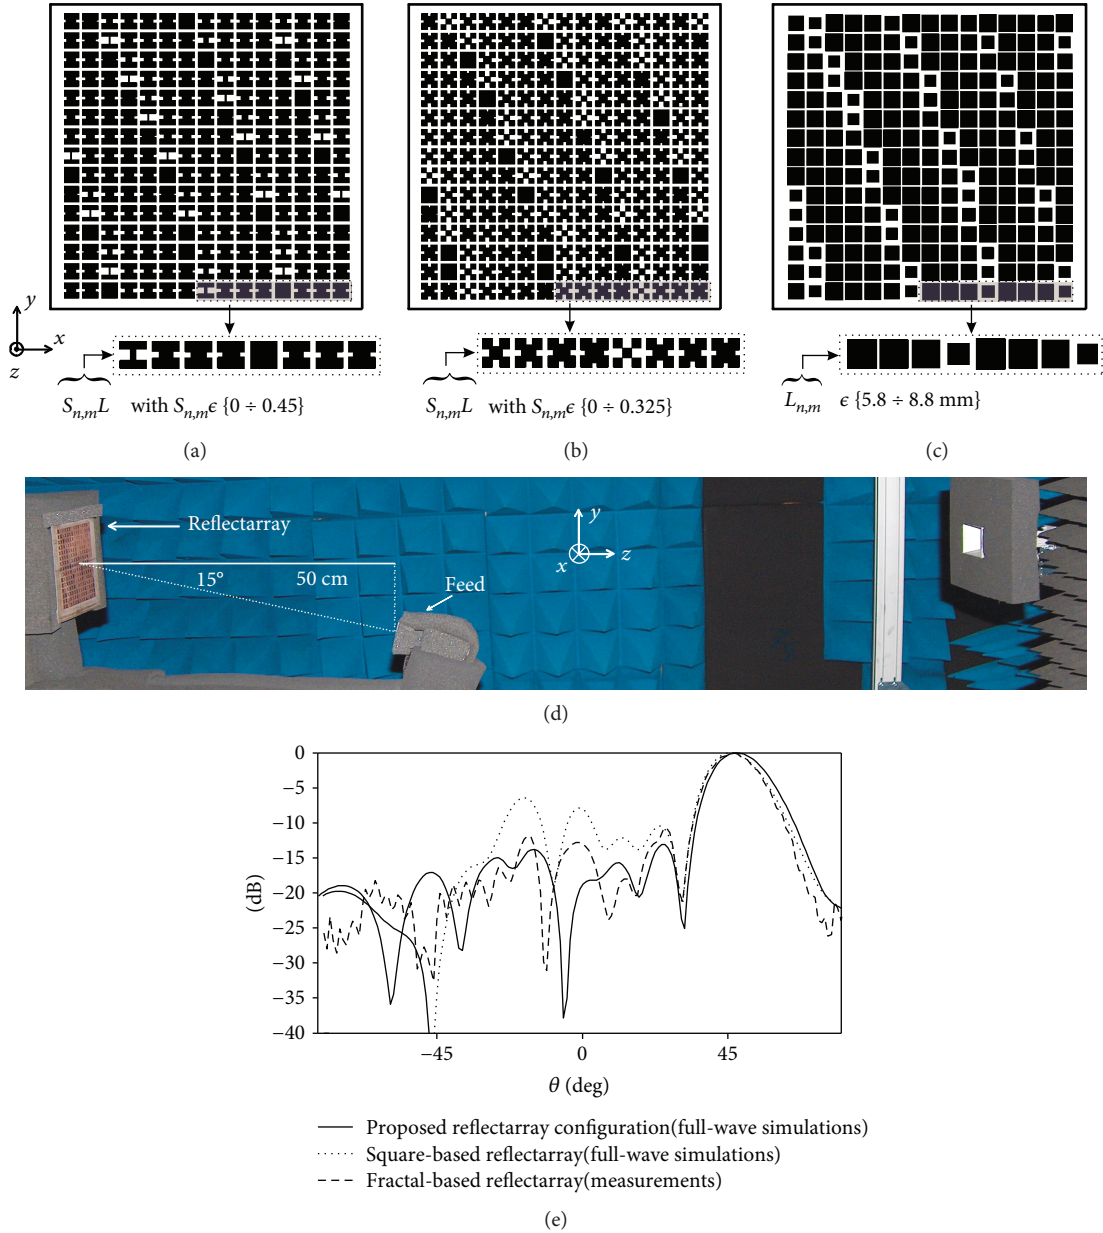 y
x
z
S_{n,m}L with S_{n,m}ϵ {0 ÷ 0.45}
S_{n,m}L with S_{n,m}ϵ {0 ÷ 0.325}
L_{n,m} ϵ {5.8 ÷ 8.8 mm}
(a)
(b)
(c)
Reflectarray
15°
50 cm
Feed
y
x
z
(d)
0
−5
−10
−15
−20
−25
−30
−35
−40
(dB)
−45
0
45
θ (deg)
Proposed reflectarray configuration(full-wave simulations)
Square-based reflectarray(full-wave simulations)
Fractal-based reflectarray(measurements)
(e)